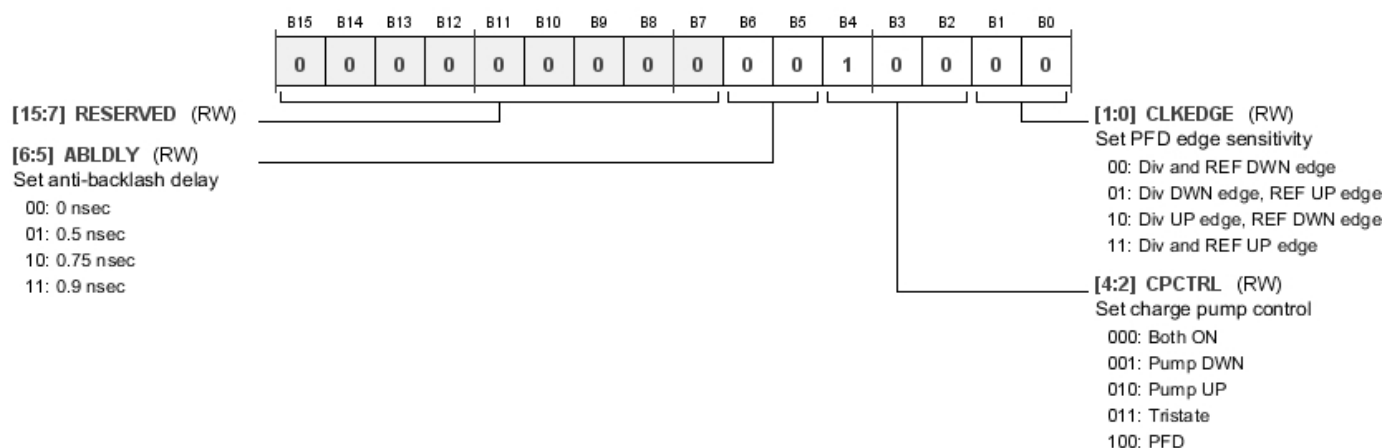 B15 B14 B13 B12 B11 B10 B9 B8 B7 B6 B5 B4 B3 B2 B1 B0
0 0 0 0 0 0 0 0 0 0 0 1 0 0 0 0
[15:7] RESERVED (RW)
[6:5] ABLDLY (RW)
Set anti-backlash delay
00: 0 nsec
01: 0.5 nsec
10: 0.75 nsec
11: 0.9 nsec
[1:0] CLKEDGE (RW)
Set PFD edge sensitivity
00: Div and REF DWN edge
01: Div DWN edge, REF UP edge
10: Div UP edge, REF DWN edge
11: Div and REF UP edge
[4:2] CPCTRL (RW)
Set charge pump control
000: Both ON
001: Pump DWN
010: Pump UP
011: Tristate
100: PFD